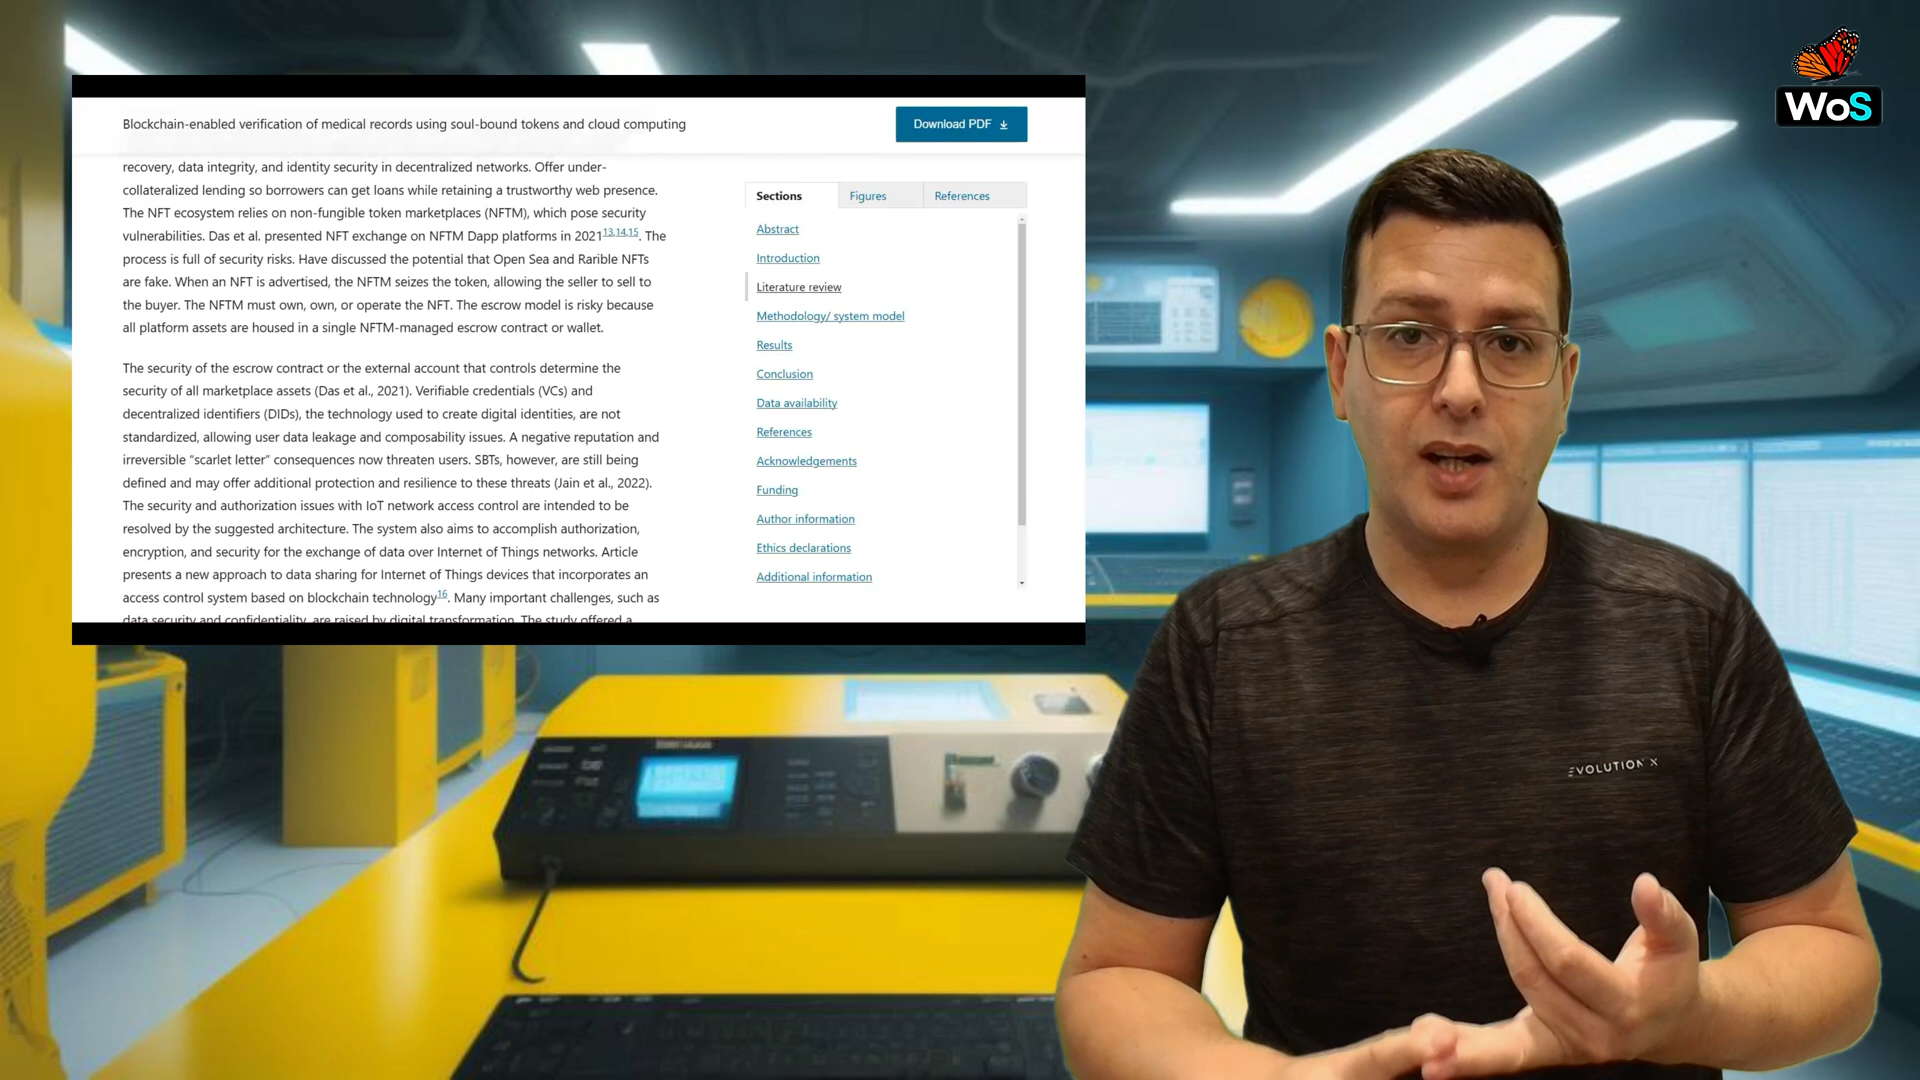 WoS
Blockchain-enabled verification of medical records using soul-bound tokens and cloud computing
Download PDF
recovery, data integrity, and identity security in decentralized networks. Offer under-
collateralized lending so borrowers can get loans while retaining a trustworthy web presence.
The NFT ecosystem relies on non-fungible token marketplaces (NFTM), which pose security
vulnerabilities. Das et al. presented NFT exchange on NFTM Dapp platforms in 202113,14,15. The
process is full of security risks. Have discussed the potential that Open Sea and Rarible NFTs
are fake. When an NFT is advertised, the NFTM seizes the token, allowing the seller to sell to
the buyer. The NFTM must own, own, or operate the NFT. The escrow model is risky because
all platform assets are housed in a single NFTM-managed escrow contract or wallet.
The security of the escrow contract or the external account that controls determine the
security of all marketplace assets (Das et al., 2021). Verifiable credentials (VCs) and
decentralized identifiers (DIDs), the technology used to create digital identities, are not
standardized, allowing user data leakage and composability issues. A negative reputation and
irreversible “scarlet letter” consequences now threaten users. SBTs, however, are still being
defined and may offer additional protection and resilience to these threats (Jain et al., 2022).
The security and authorization issues with IoT network access control are intended to be
resolved by the suggested architecture. The system also aims to accomplish authorization,
encryption, and security for the exchange of data over Internet of Things networks. Article
presents a new approach to data sharing for Internet of Things devices that incorporates an
access control system based on blockchain technology16. Many important challenges, such as
data security and confidentiality, are raised by digital transformation. The study offered a
Sections
Figures
References
Abstract
Introduction
Literature review
Methodology/ system model
Results
Conclusion
Data availability
References
Acknowledgements
Funding
Author information
Ethics declarations
Additional information
EVOLUTION X